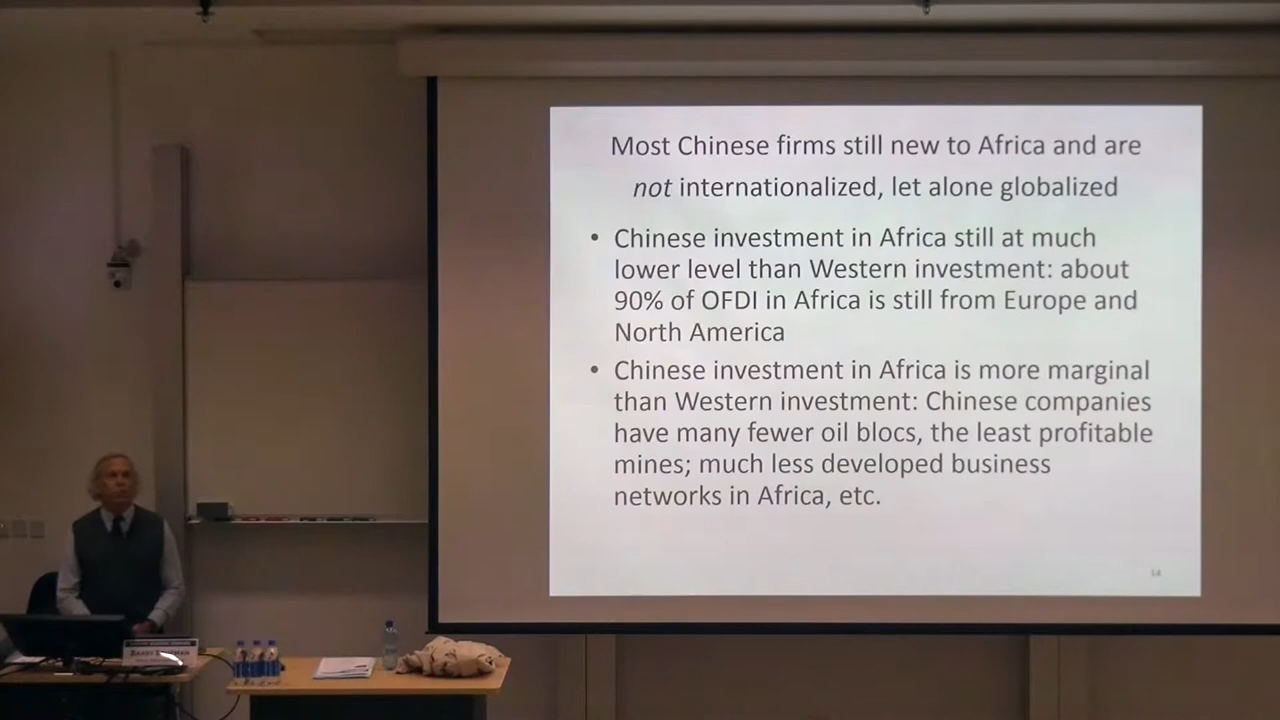 Most Chinese firms still new to Africa and are
not internationalized, let alone globalized
• Chinese investment in Africa still at much
lower level than Western investment: about
90% of OFDI in Africa is still from Europe and
North America
• Chinese investment in Africa is more marginal
than Western investment: Chinese companies
have many fewer oil blocs, the least profitable
mines; much less developed business
networks in Africa, etc.
14
BARRY